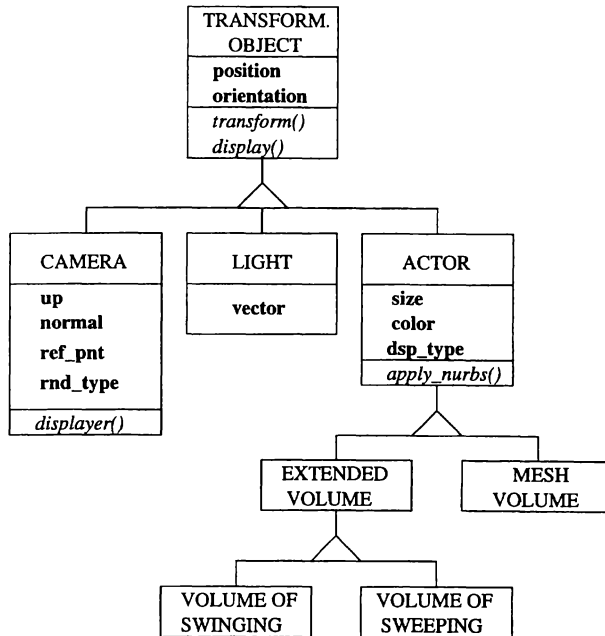 TRANSFORM.
OBJECT
position
orientation
transform()
display()
CAMERA
up
normal
ref_pnt
rnd_type
displayer()
LIGHT
vector
ACTOR
size
color
dsp_type
apply_nurbs()
EXTENDED
VOLUME
MESH
VOLUME
VOLUME OF
SWINGING
VOLUME OF
SWEEPING